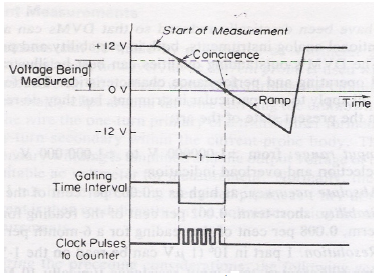 +12 V
Start of Measurement
Coincidence
Voltage Being
Measured
0 V
Ramp
Time
−12 V
t
Gating
Time Interval
Clock Pulses
to Counter